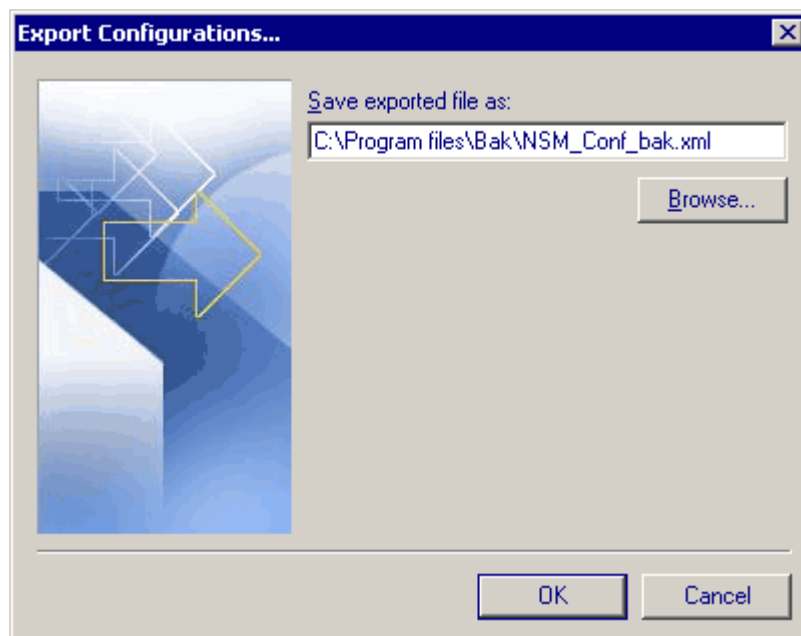 Export Configurations...
Save exported file as:
C:\Program files\Bak\NSM_Conf_bak.xml
Browse...
OK
Cancel